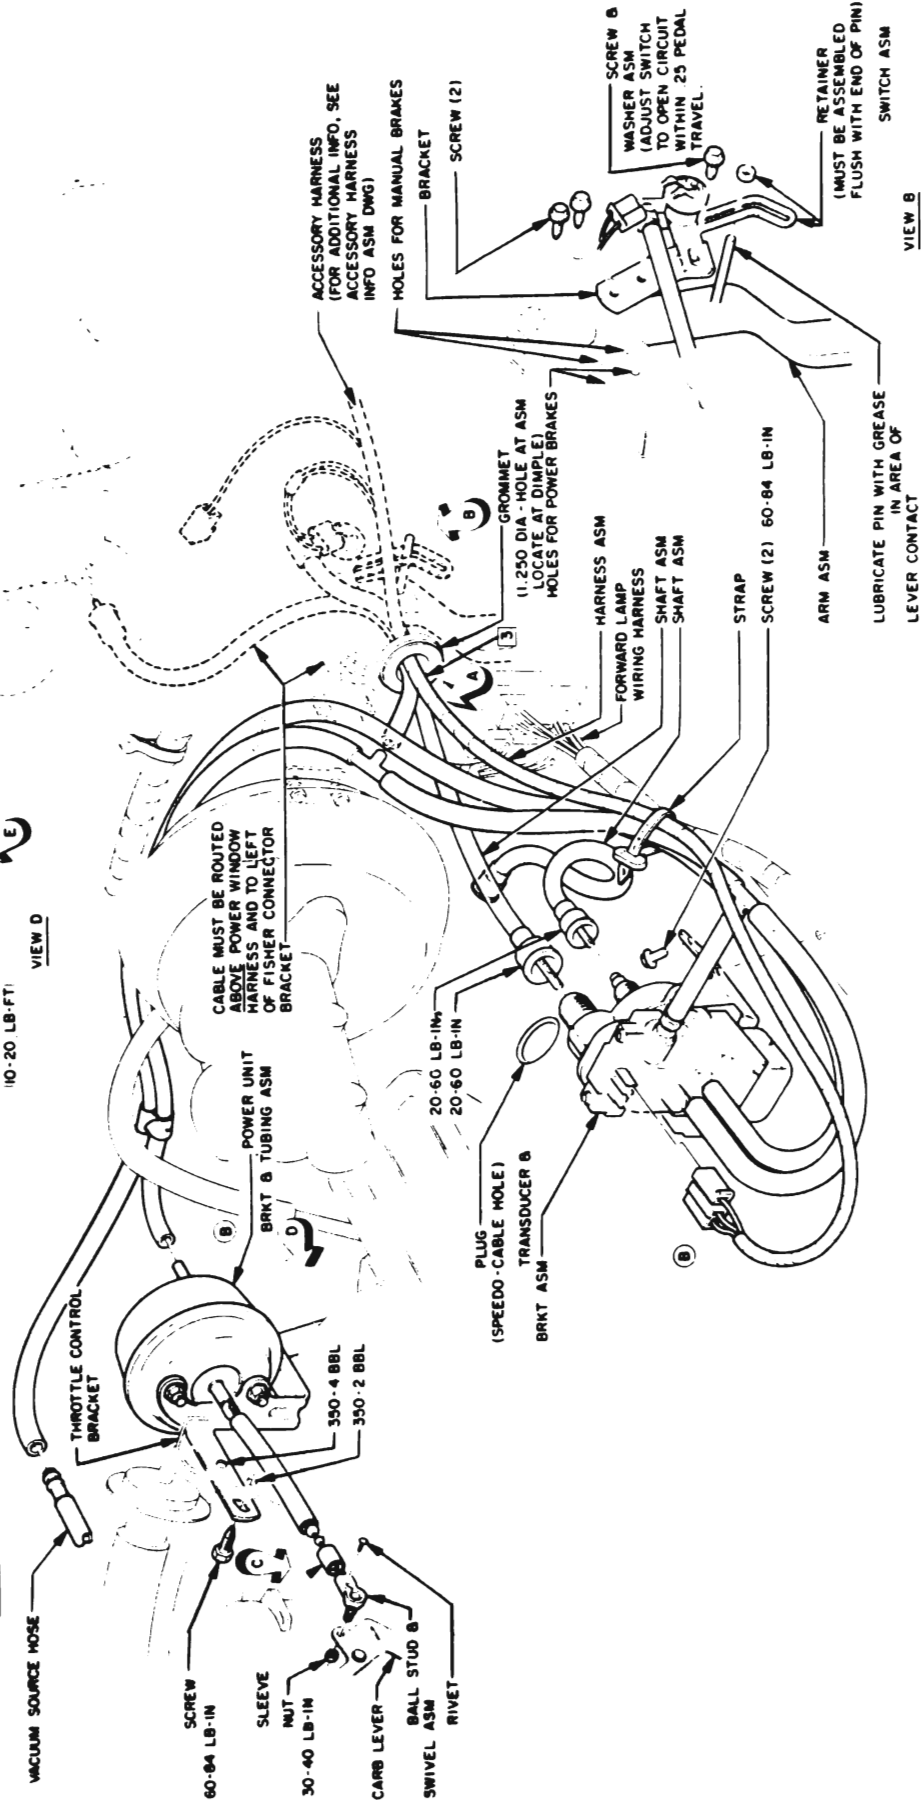 VACUUM SOURCE HOSE
THROTTLE CONTROL
BRACKET
SCREW
60-84 LB-IN
SLEEVE
NUT
30-40 LB-IN
CARB LEVER
BALL STUD &
SWIVEL ASM
RIVET
C
350-4 BBL
350-2 BBL
POWER UNIT
BRKT & TUBING ASM
B
D
10-20 LB-FT)
VIEW D
E
CABLE MUST BE ROUTED
ABOVE POWER WINDOW
HARNESS AND TO LEFT
OF FISHER CONNECTOR
BRACKET
20-60 LB-IN
20-60 LB-IN
PLUG
(SPEEDO-CABLE HOLE)
TRANSDUCER &
BRKT ASM
B
ACCESSORY HARNESS
(FOR ADDITIONAL INFO, SEE
ACCESSORY HARNESS
INFO ASM DWG)
HOLES FOR MANUAL BRAKES
BRACKET
SCREW (2)
B
A
3
GROMMET
(1.250 DIA-HOLE AT ASM
LOCATE AT DIMPLE)
HOLES FOR POWER BRAKES
HARNESS ASM
FORWARD LAMP
WIRING HARNESS
SHAFT ASM
SHAFT ASM
STRAP
SCREW (2) 60-84 LB-IN
SCREW &
WASHER ASM
(ADJUST SWITCH
TO OPEN CIRCUIT
WITHIN .25 PEDAL
TRAVEL.
RETAINER
(MUST BE ASSEMBLED
FLUSH WITH END OF PIN)
SWITCH ASM
ARM ASM
LUBRICATE PIN WITH GREASE
IN AREA OF
LEVER CONTACT
VIEW B